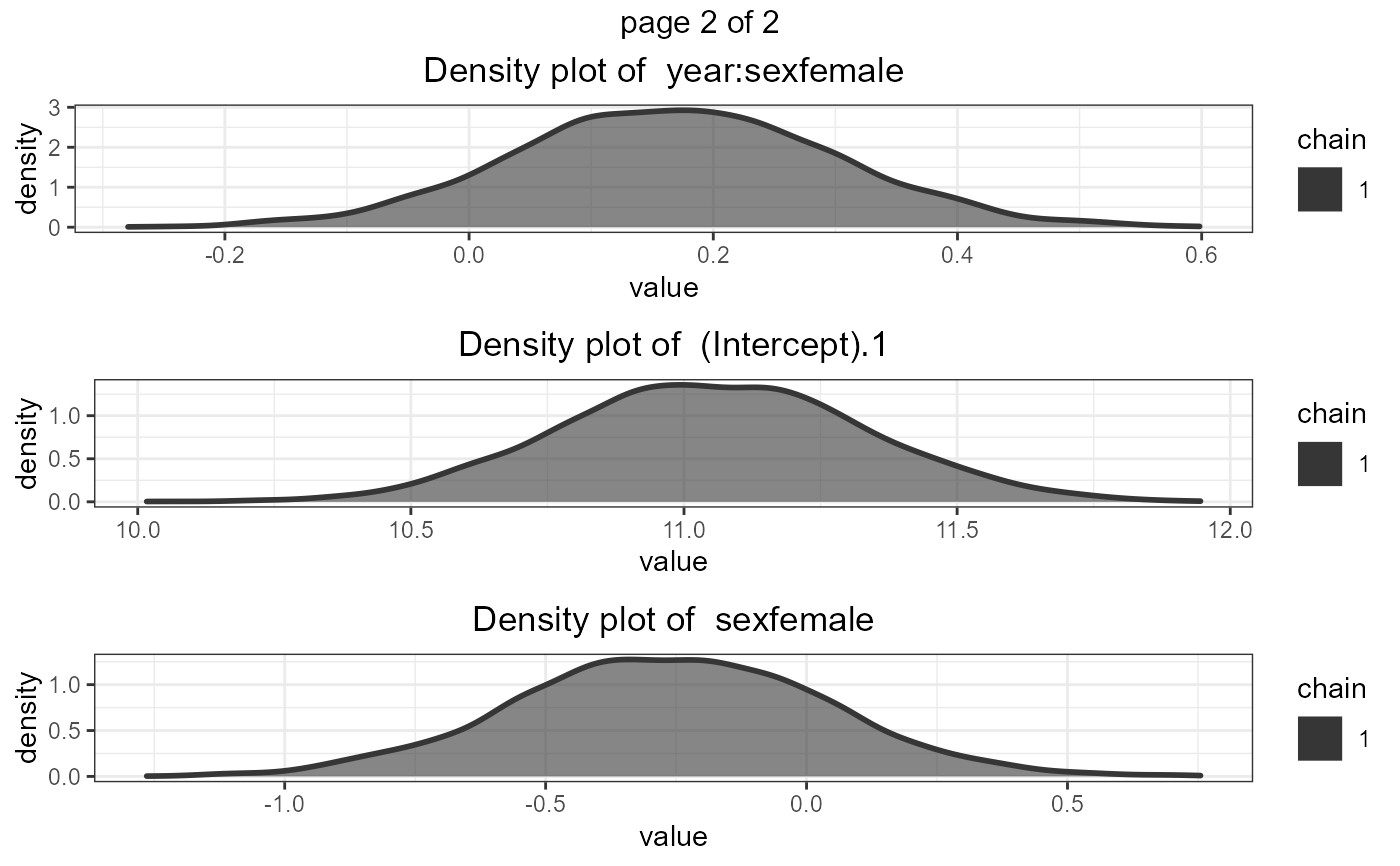 page 2 of 2
Density plot of  year:sexfemale
density
3
2
1
0
-0.2 0.0 0.2 0.4 0.6
value
chain
1
Density plot of  (Intercept).1
density
1.0
0.5
0.0
10.0 10.5 11.0 11.5 12.0
value
chain
1
Density plot of  sexfemale
density
1.0
0.5
0.0
-1.0 -0.5 0.0 0.5
value
chain
1